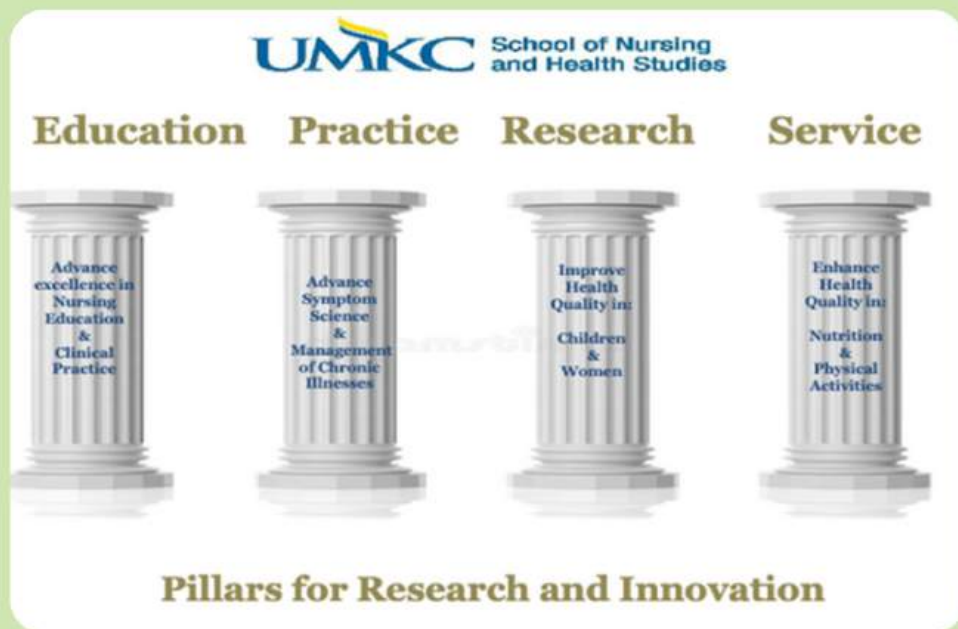 UMKC School of Nursing
and Health Studies
Education Practice Research Service
Advance
excellence in
Nursing
Education
&
Clinical
Practice
Advance
Symptom
Science
&
Management
of Chronic
Illnesses
Improve
Health
Quality in:
Children
&
Women
Enhance
Health
Quality in:
Nutrition
&
Physical
Activities
Pillars for Research and Innovation